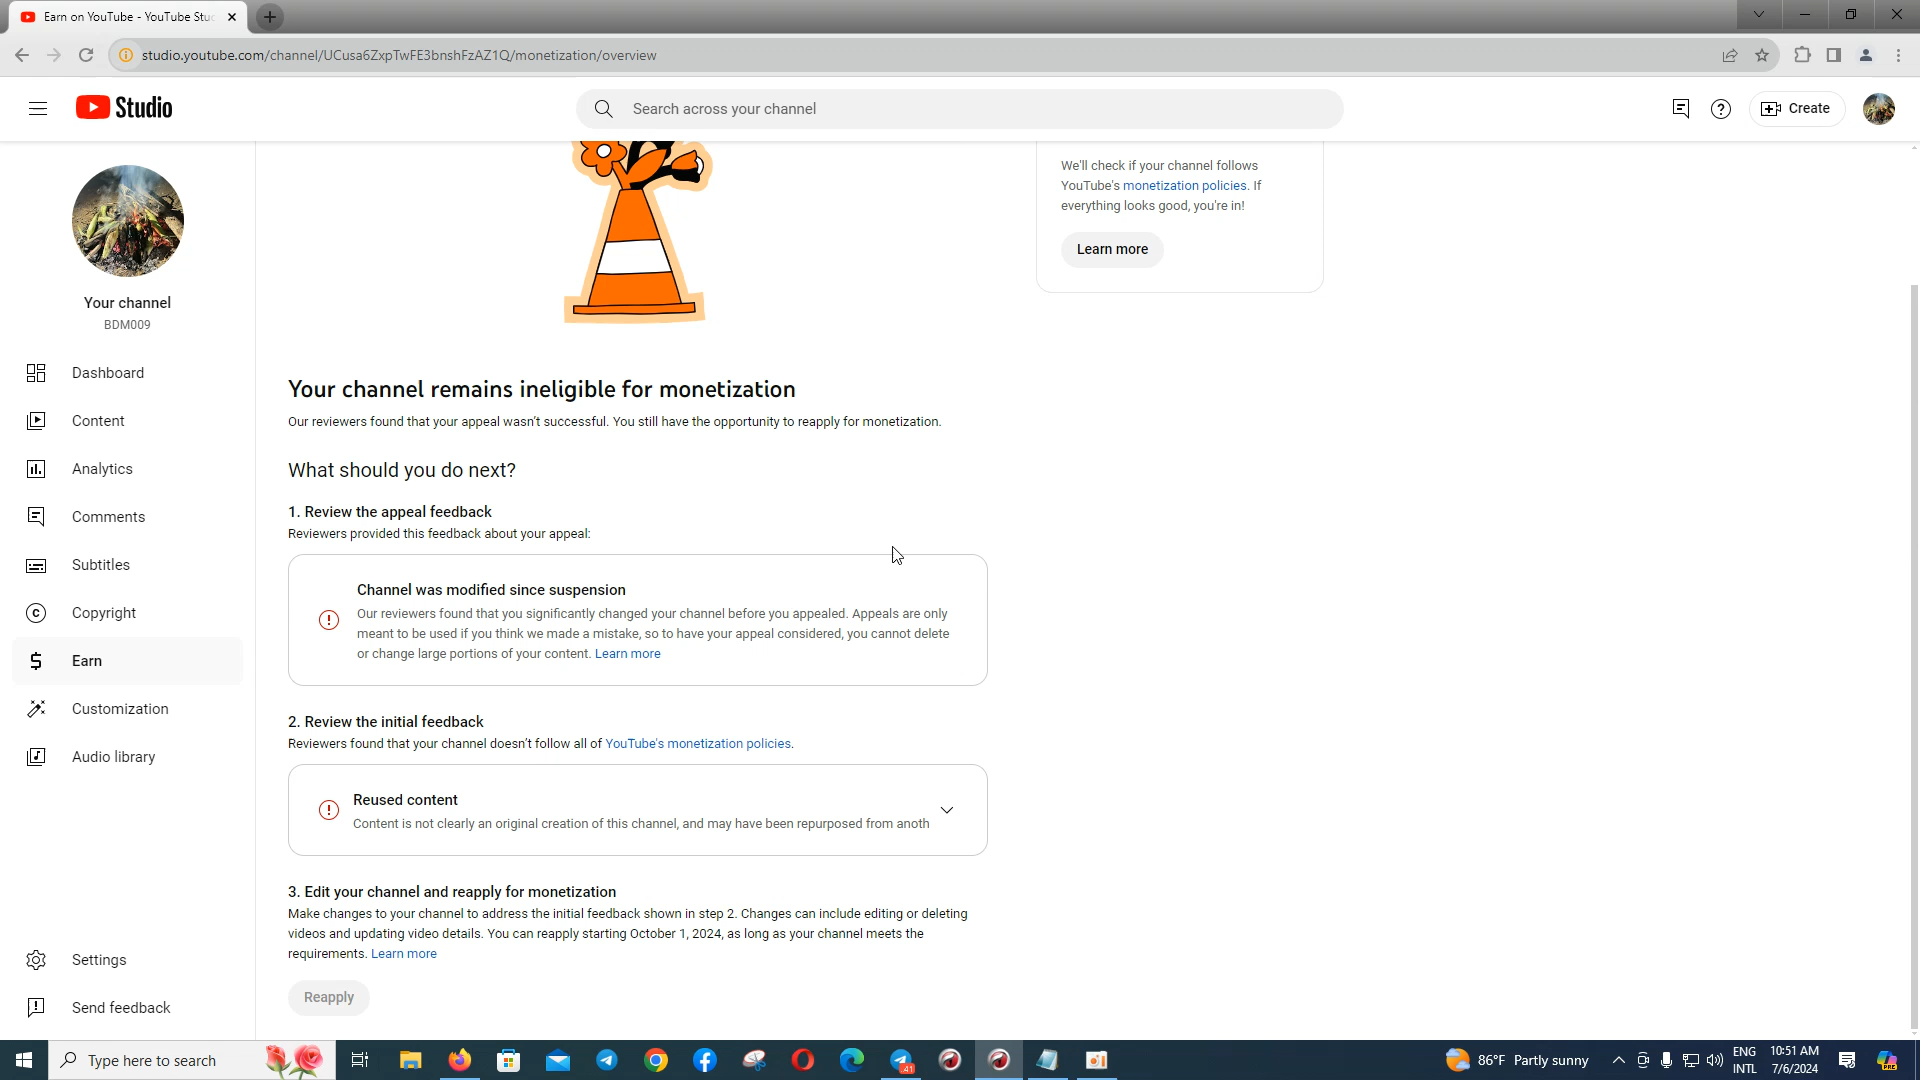 Earn on YouTube - YouTube Stu
studio.youtube.com/channel/UCusa6ZxpTwFE3bnshFzAZ1Q/monetization/overview
Studio
Search across your channel
Create
Your channel
BDM009
Dashboard
Content
Analytics
Comments
Subtitles
Copyright
Earn
Customization
Audio library
Settings
Send feedback
We'll check if your channel follows
YouTube's monetization policies. If
everything looks good, you're in!
Learn more
Your channel remains ineligible for monetization
Our reviewers found that your appeal wasn't successful. You still have the opportunity to reapply for monetization.
What should you do next?
1. Review the appeal feedback
Reviewers provided this feedback about your appeal:
Channel was modified since suspension
Our reviewers found that you significantly changed your channel before you appealed. Appeals are only
meant to be used if you think we made a mistake, so to have your appeal considered, you cannot delete
or change large portions of your content. Learn more
2. Review the initial feedback
Reviewers found that your channel doesn't follow all of YouTube's monetization policies.
Reused content
Content is not clearly an original creation of this channel, and may have been repurposed from anoth
3. Edit your channel and reapply for monetization
Make changes to your channel to address the initial feedback shown in step 2. Changes can include editing or deleting
videos and updating video details. You can reapply starting October 1, 2024, as long as your channel meets the
requirements. Learn more
Reapply
Type here to search
41
86°F Partly sunny
ENG
INTL
10:51 AM
7/6/2024